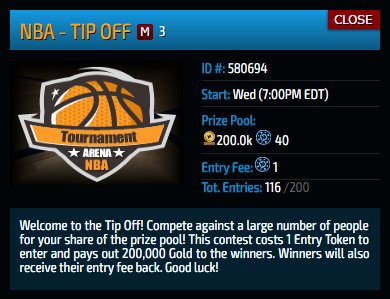 CLOSE
NBA - TIP OFF M 3
ID #: 580694
Start: Wed (7:00PM EDT)
Prize Pool:
200.0k 40
Entry Fee: 1
Tot. Entries: 116 /200
Tournament
ARENA
NBA
Welcome to the Tip Off! Compete against a large number of people
for your share of the prize pool! This contest costs 1 Entry Token to
enter and pays out 200,000 Gold to the winners. Winners will also
receive their entry fee back. Good luck!